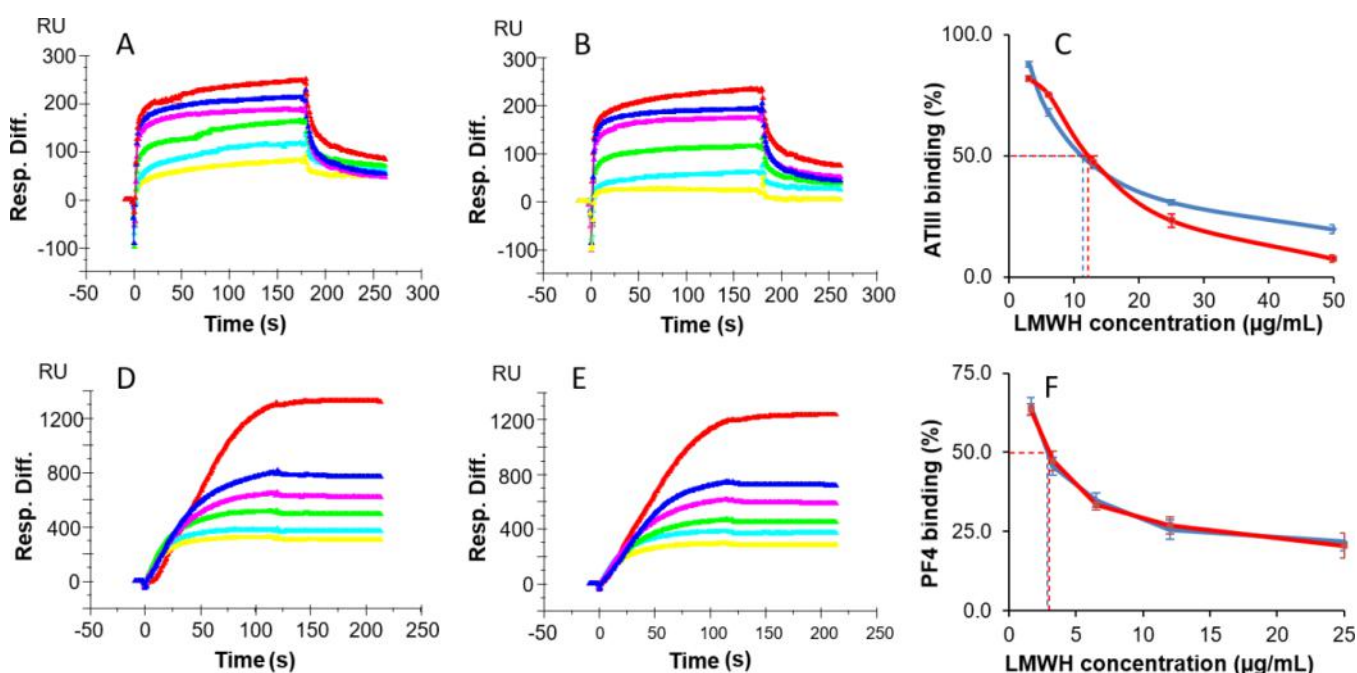 RU
A
300
200
100
0
-100
Resp. Diff.
-50 0 50 100 150 200 250 300
Time (s)
RU
B
300
200
100
0
-100
Resp. Diff.
-50 0 50 100 150 200 250 300
Time (s)
C
100.0
50.0
0.0
ATIII binding (%)
0 10 20 30 40 50
LMWH concentration (µg/mL)
RU
D
1200
800
400
0
Resp. Diff.
-50 0 50 100 150 200 250
Time (s)
RU
E
1200
800
400
0
Resp. Diff.
-50 0 50 100 150 200 250
Time (s)
F
75.0
50.0
25.0
0.0
PF4 binding (%)
0 5 10 15 20 25
LMWH concentration (µg/mL)